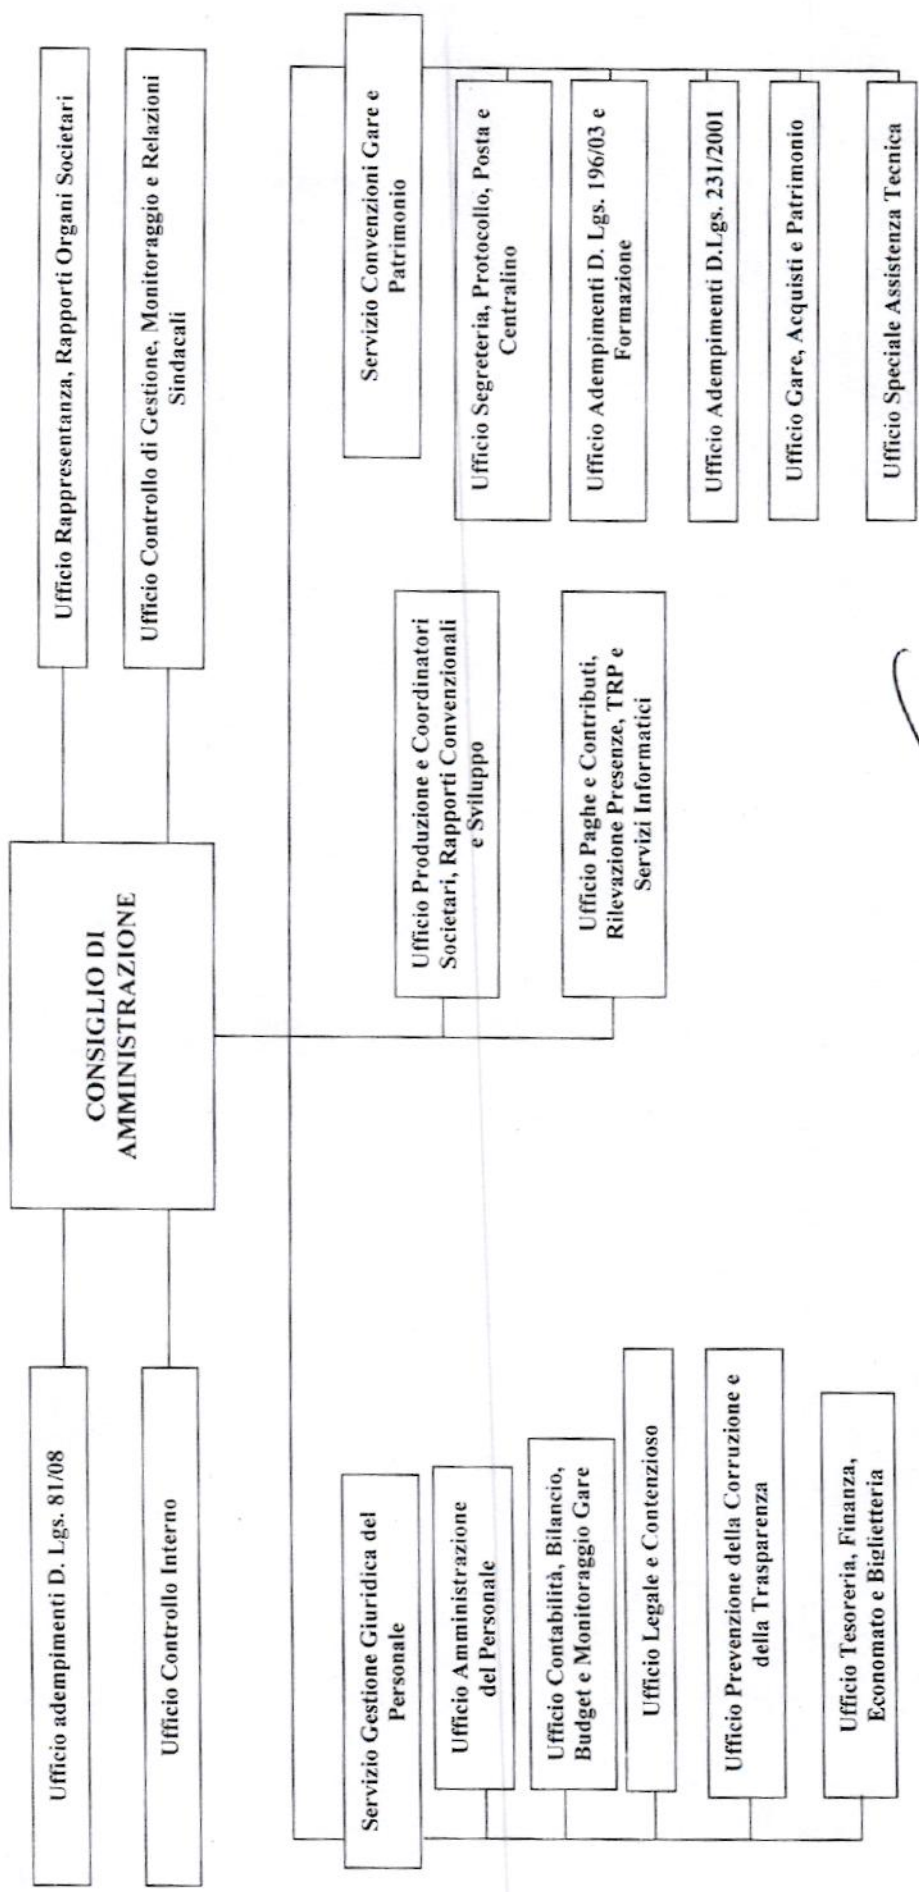 CONSIGLIO DI
AMMINISTRAZIONE
Ufficio adempimenti D. Lgs. 81/08
Ufficio Controllo Interno
Ufficio Rappresentanza, Rapporti Organi Societari
Ufficio Controllo di Gestione, Monitoraggio e Relazioni
Sindacali
Servizio Gestione Giuridica del
Personale
Ufficio Amministrazione
del Personale
Ufficio Contabilità, Bilancio,
Budget e Monitoraggio Gare
Ufficio Legale e Contenzioso
Ufficio Prevenzione della Corruzione e
della Trasparenza
Ufficio Tesoreria, Finanza,
Economato e Biglietteria
Ufficio Produzione e Coordinatori
Societari, Rapporti Convenzionali
e Sviluppo
Ufficio Paghe e Contributi,
Rilevazione Presenze, TRP e
Servizi Informatici
Servizio Convenzioni Gare e
Patrimonio
Ufficio Segreteria, Protocollo, Posta e
Centralino
Ufficio Adempimenti D. Lgs. 196/03 e
Formazione
Ufficio Adempimenti D.Lgs. 231/2001
Ufficio Gare, Acquisti e Patrimonio
Ufficio Speciale Assistenza Tecnica